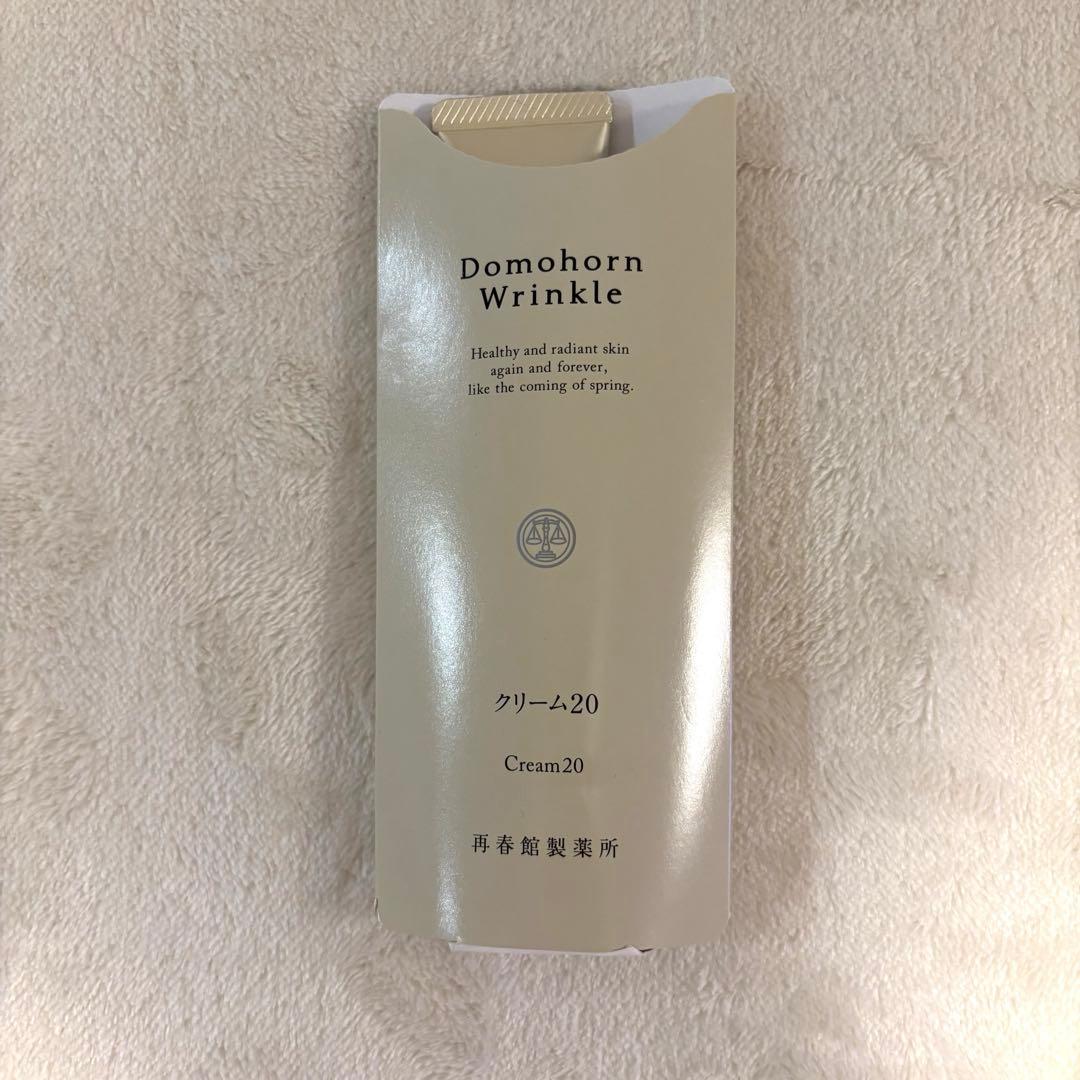 Domohorn
Wrinkle
Healthy and radiant skin
again and forever,
like the coming of spring.
クリーム20
Cream20
再春館製薬所